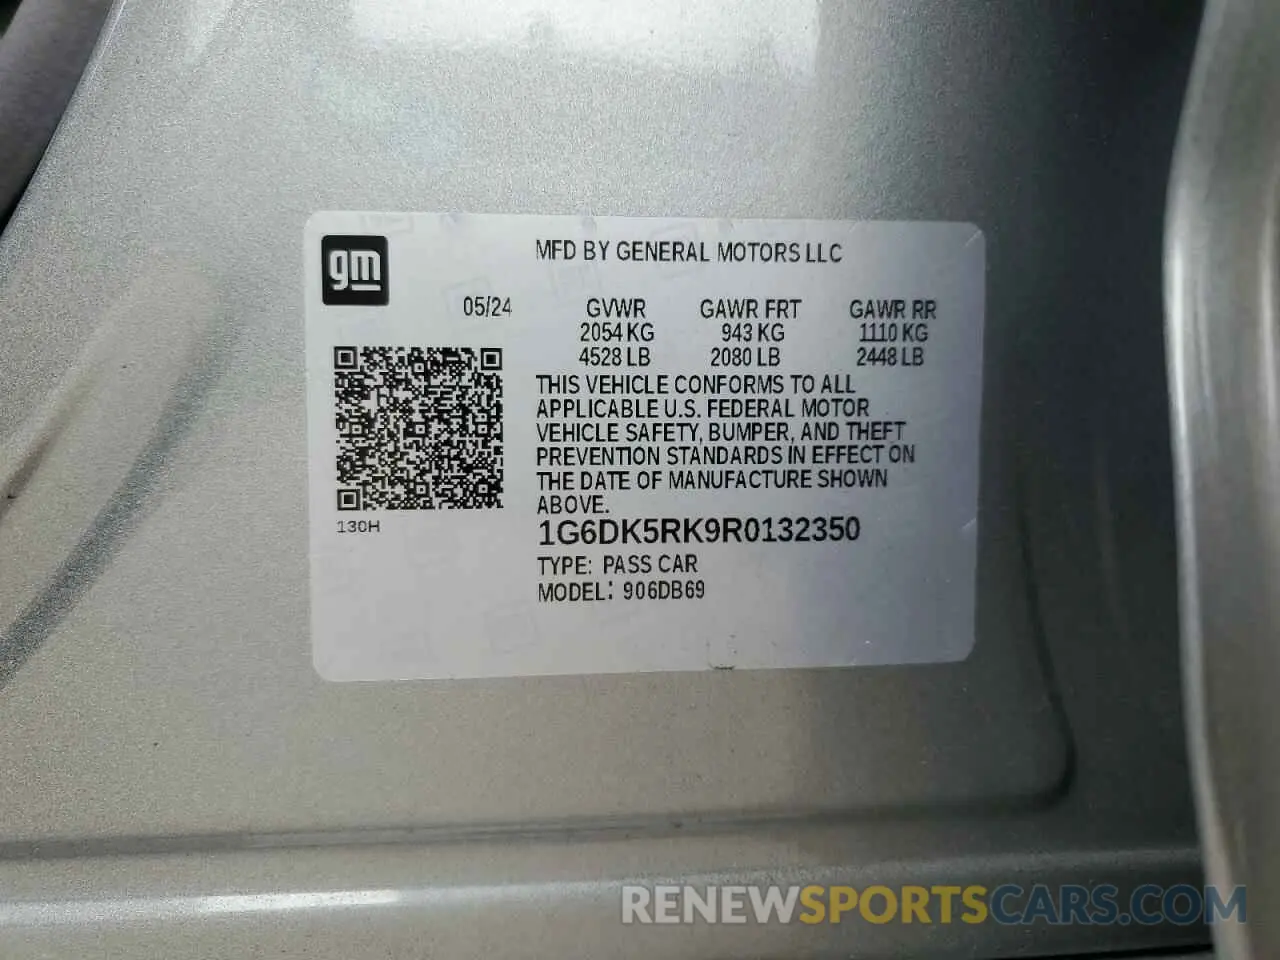 gm
MFD BY GENERAL MOTORS LLC
05/24 GVWR GAWR FRT GAWR RR
2054 KG 943 KG 1110 KG
4528 LB 2080 LB 2448 LB
THIS VEHICLE CONFORMS TO ALL
APPLICABLE U.S. FEDERAL MOTOR
VEHICLE SAFETY, BUMPER, AND THEFT
PREVENTION STANDARDS IN EFFECT ON
THE DATE OF MANUFACTURE SHOWN
ABOVE.
130H
1G6DK5RK9R0132350
TYPE: PASS CAR
MODEL: 906DB69
RENEWSPORTSCARS.COM